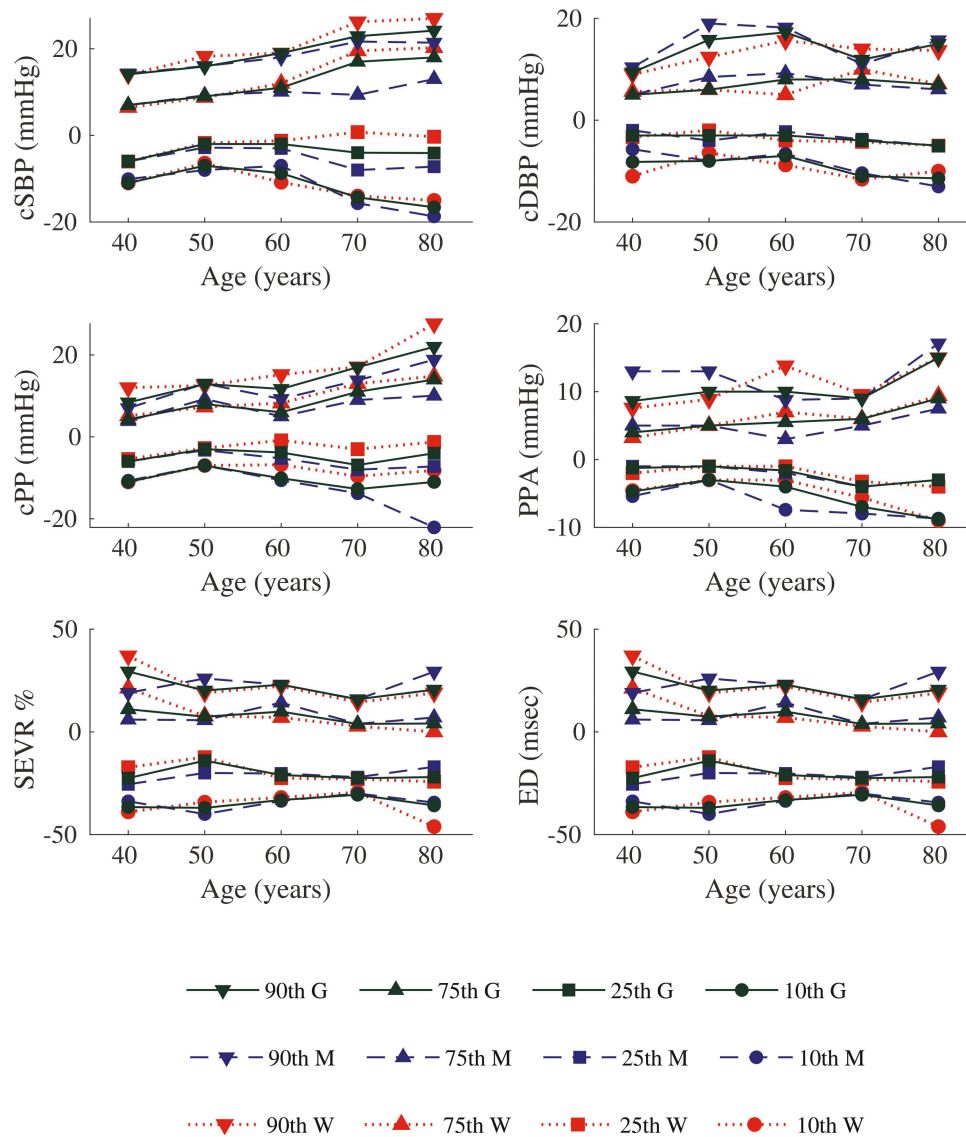 cSBP (mmHg)
20
0
-20
40 50 60 70 80
Age (years)
cDBP (mmHg)
20
0
-20
40 50 60 70 80
Age (years)
cPP (mmHg)
20
0
-20
40 50 60 70 80
Age (years)
PPA (mmHg)
20
10
0
-10
40 50 60 70 80
Age (years)
SEVR %
50
0
-50
40 50 60 70 80
Age (years)
ED (msec)
50
0
-50
40 50 60 70 80
Age (years)
90th G 75th G 25th G 10th G
90th M 75th M 25th M 10th M
90th W 75th W 25th W 10th W